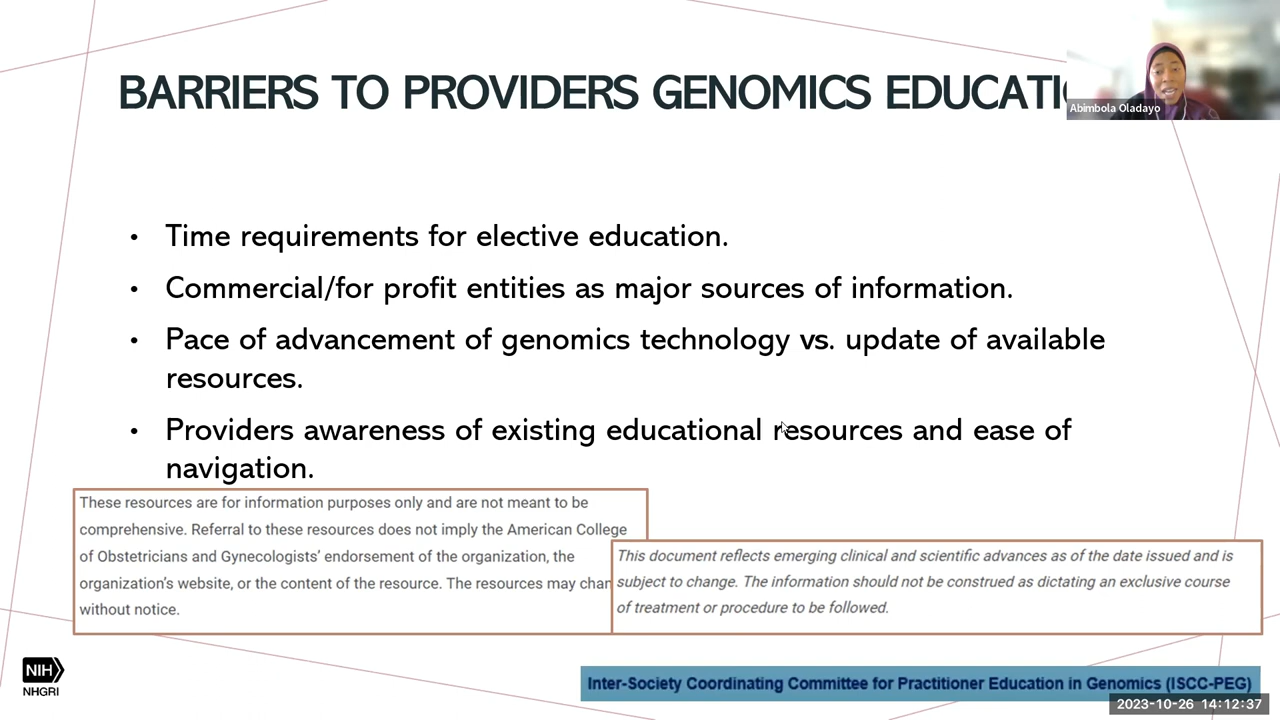 BARRIERS TO PROVIDERS GENOMICS EDUCATIO
Abimbola Oladayo
• Time requirements for elective education.
• Commercial/for profit entities as major sources of information.
• Pace of advancement of genomics technology vs. update of available
resources.
• Providers awareness of existing educational resources and ease of
navigation.
These resources are for information purposes only and are not meant to be
comprehensive. Referral to these resources does not imply the American College
of Obstetricians and Gynecologists’ endorsement of the organization, the
organization’s website, or the content of the resource. The resources may chan
without notice.
This document reflects emerging clinical and scientific advances as of the date issued and is
subject to change. The information should not be construed as dictating an exclusive course
of treatment or procedure to be followed.
NIH
NHGRI
Inter-Society Coordinating Committee for Practitioner Education in Genomics (ISCC-PEG)
2023-10-26 14:12:37